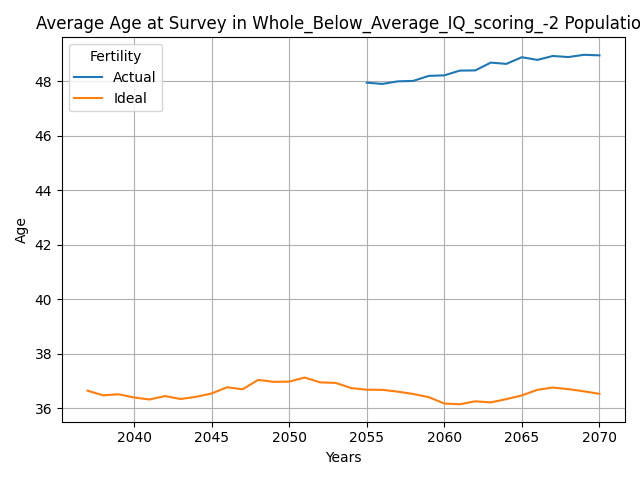 Average Age at Survey in Whole_Below_Average_IQ_scoring_-2 Populatio
Fertility
Actual
Ideal
48
46
44
42
40
38
36
Age
2040 2045 2050 2055 2060 2065 2070
Years